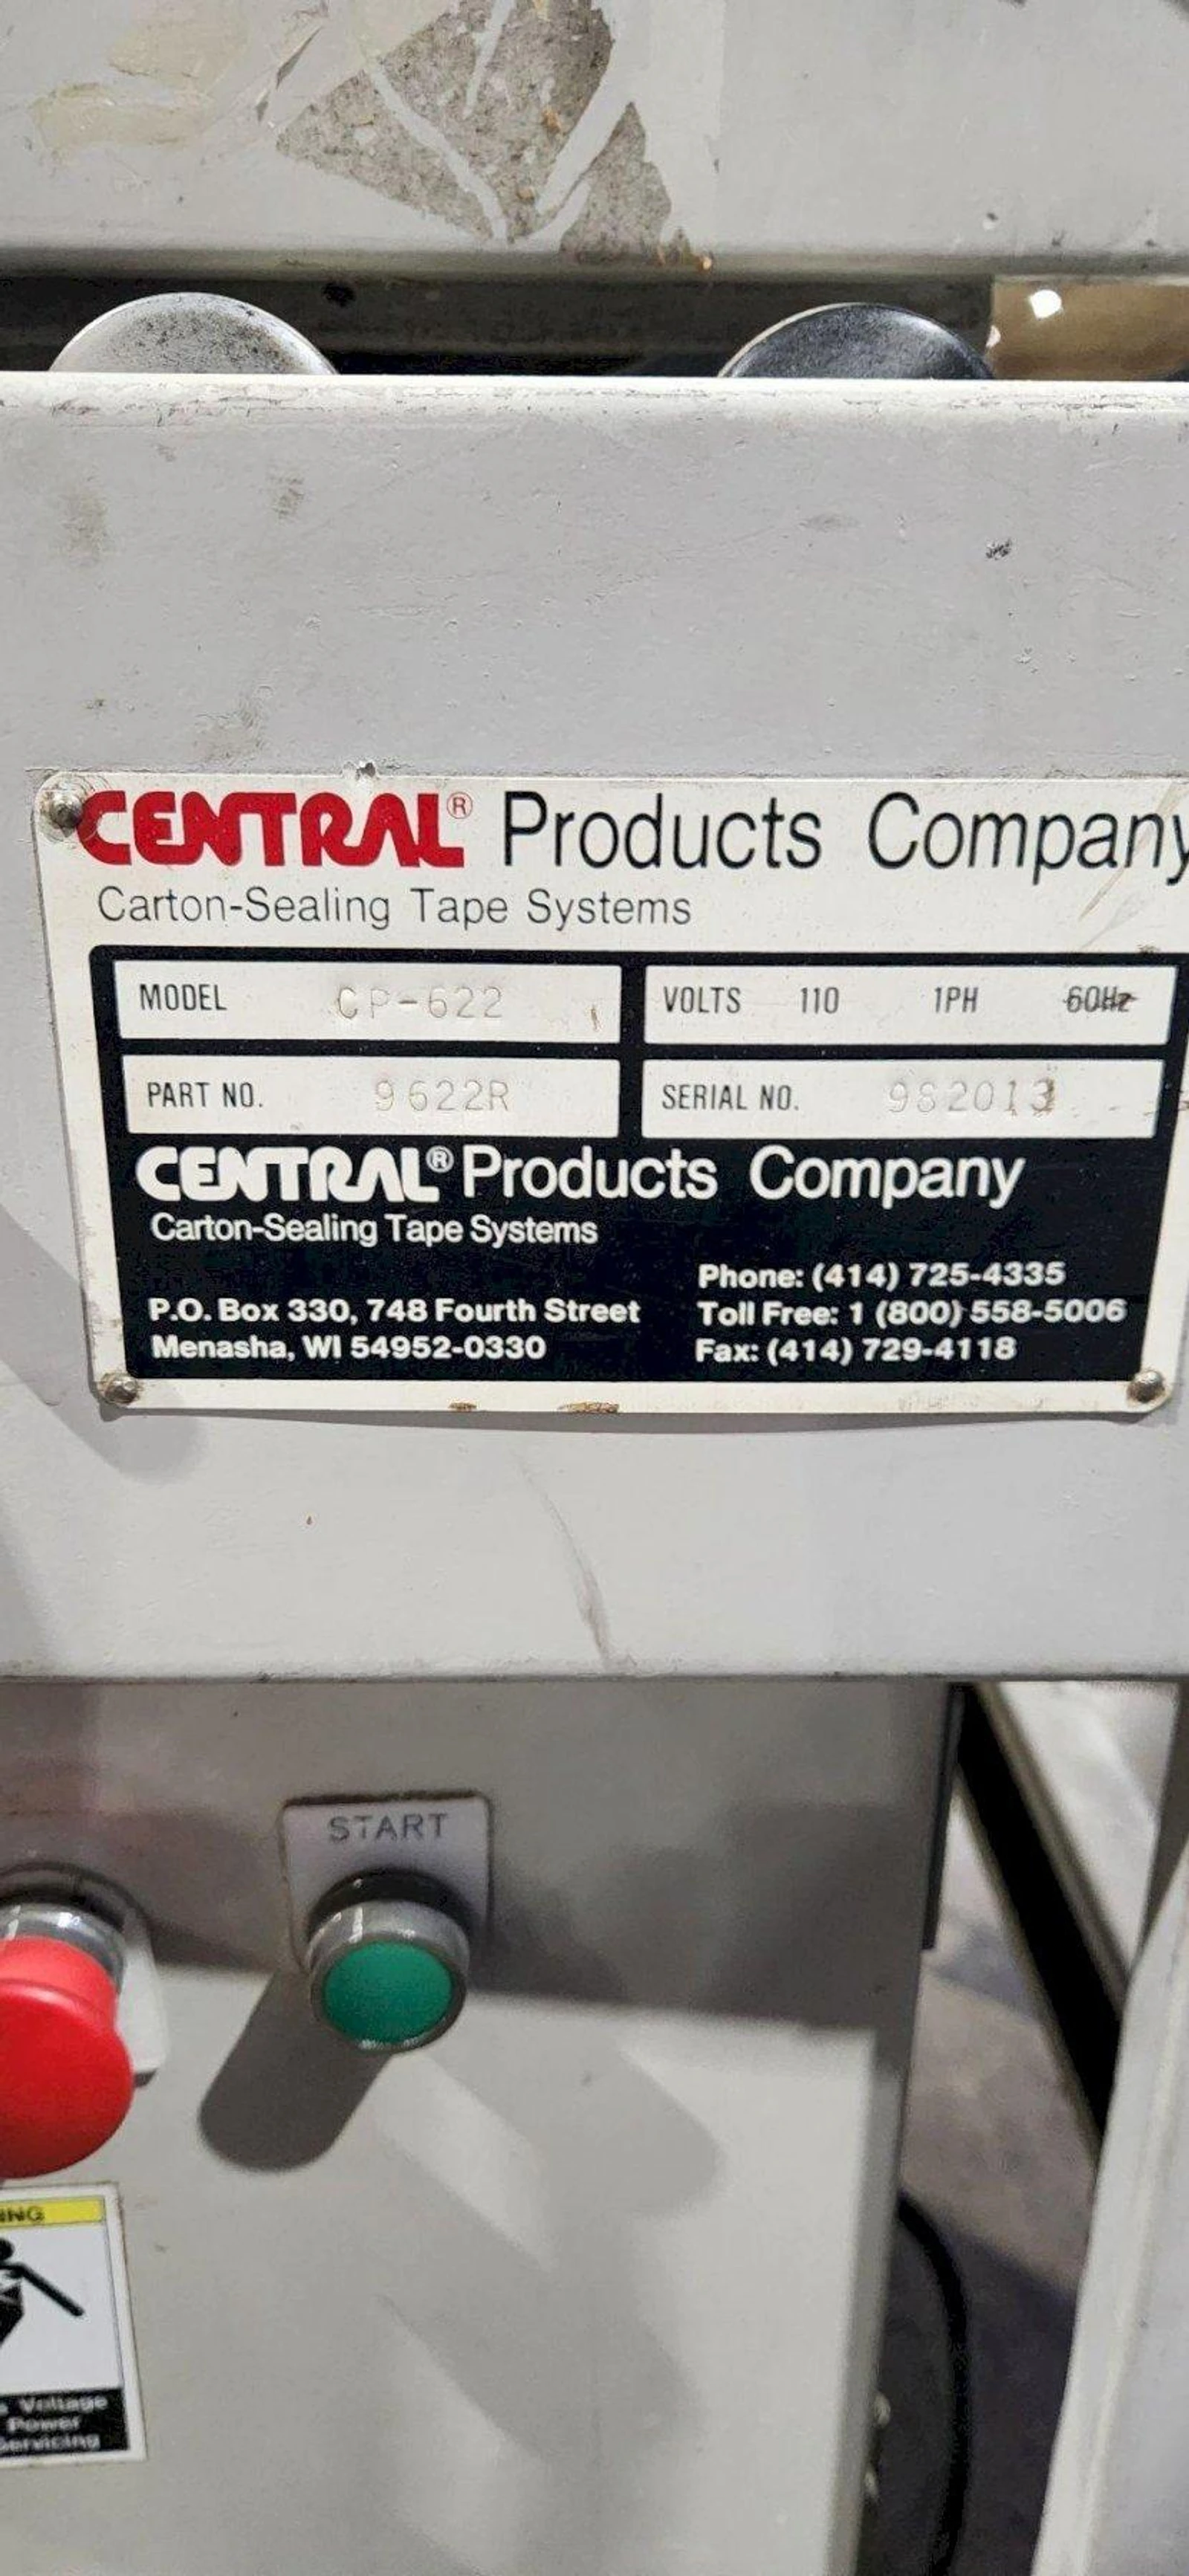 CENTRAL® Products Company
Carton-Sealing Tape Systems
MODEL CP-622 VOLTS 110 1PH 60Hz
PART NO. 9622R SERIAL NO. 982013
CENTRAL® Products Company
Carton-Sealing Tape Systems
Phone: (414) 725-4335
P.O. Box 330, 748 Fourth Street Toll Free: 1 (800) 558-5006
Menasha, WI 54952-0330 Fax: (414) 729-4118
START
Voltage
Power
Servicing